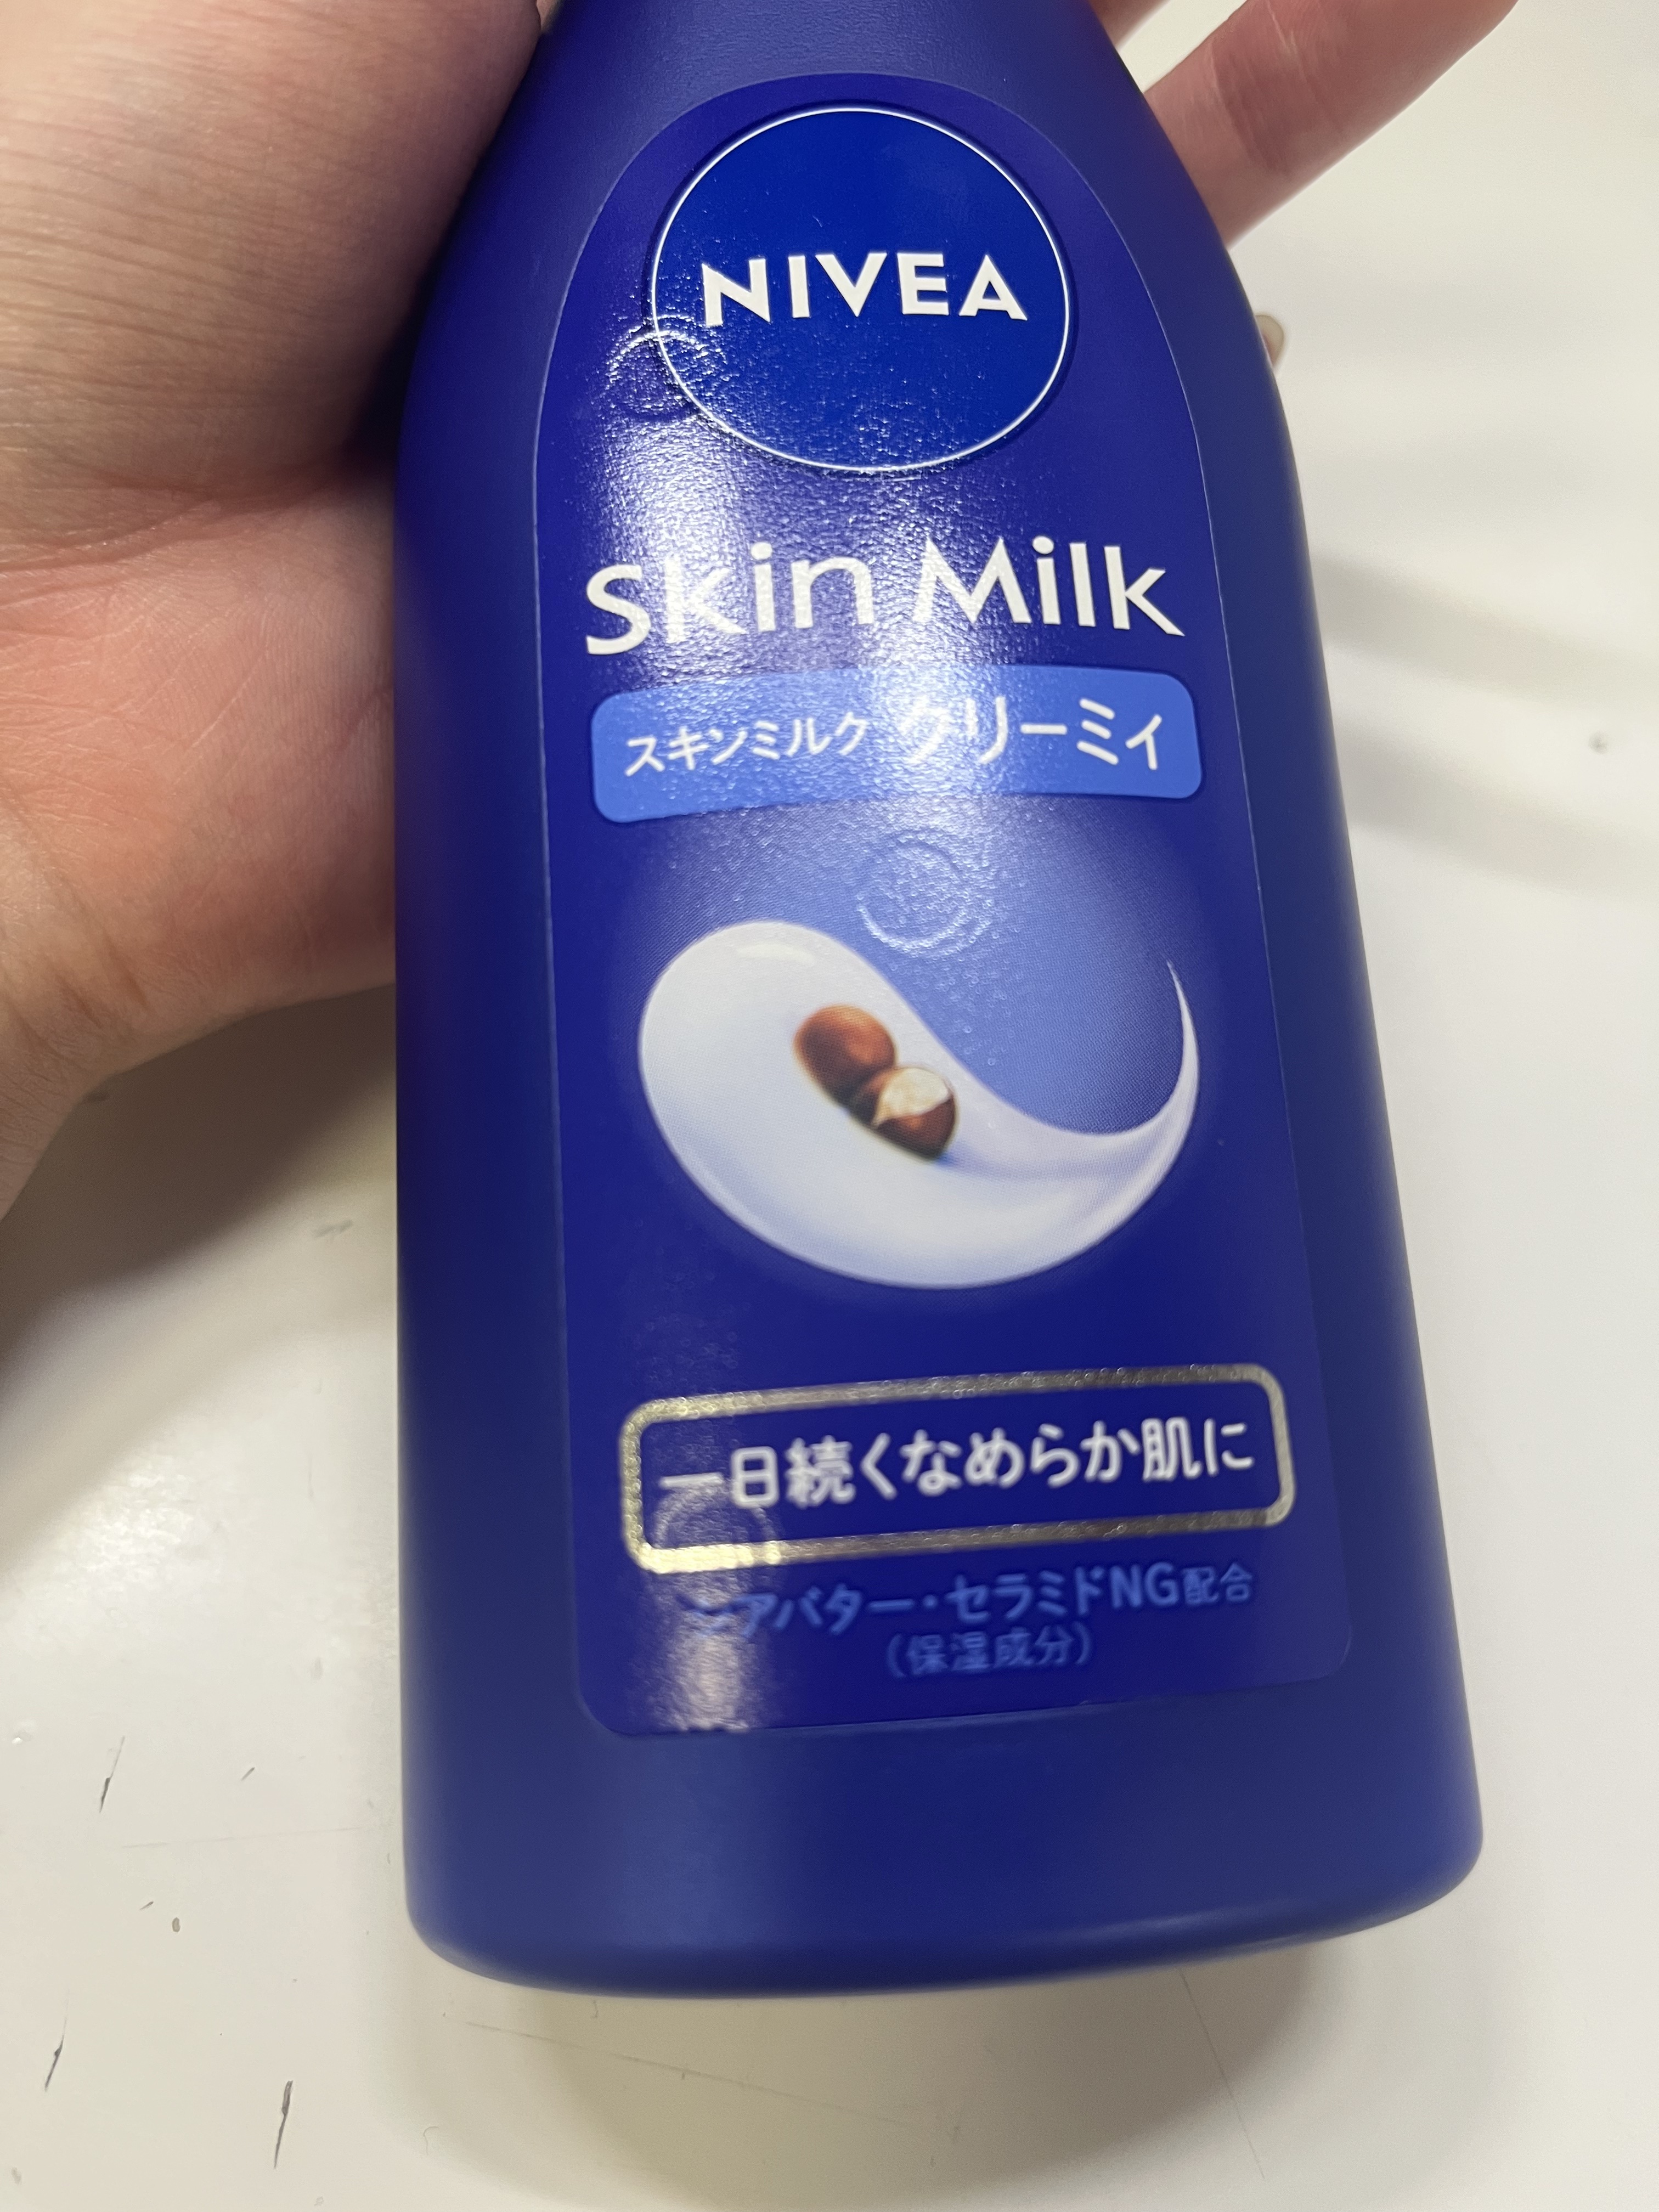 NIVEA
Skin Milk
スキンミルク クリーミィ
一日続くなめらか肌に
シアバター・セラミドNG配合
(保湿成分)